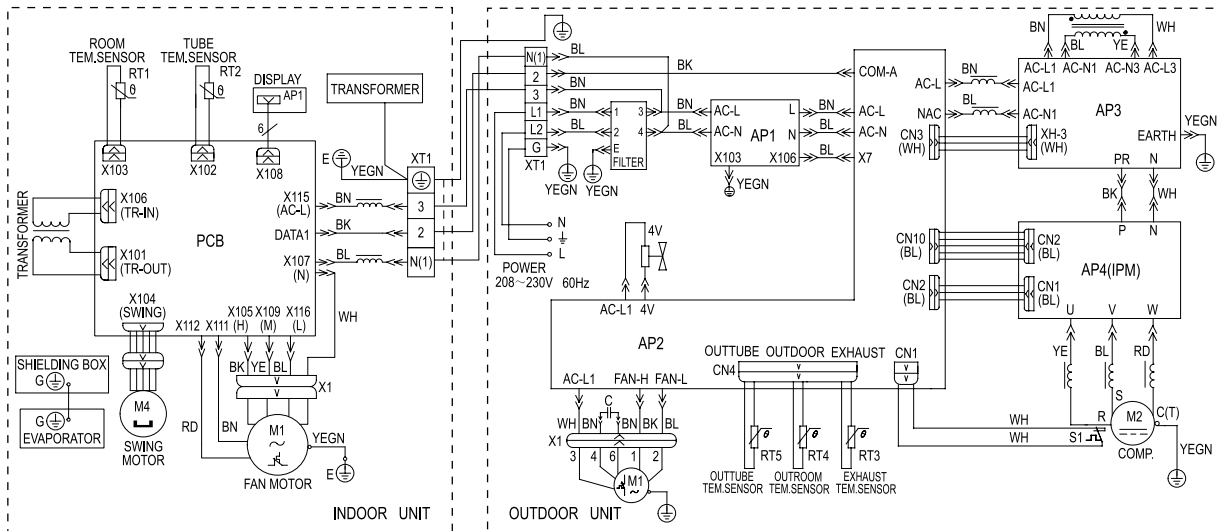 ROOM
TEM.SENSOR
RT1
θ
TUBE
TEM.SENSOR
RT2
θ
DISPLAY
AP1
6
TRANSFORMER
X103
X102
X108
E
YEGN
XT1
3
2
N(1)
TRANSFORMER
X106
(TR-IN)
X101
(TR-OUT)
PCB
X115
(AC-L)
BN
DATA1
BK
X107
(N)
BL
WH
X104
(SWING)
X112
X111
X105
(H)
X109
(M)
X116
(L)
BK
YE
BL
X1
SHIELDING BOX
G
G
EVAPORATOR
M4
SWING
MOTOR
RD
BN
M1
~
FAN MOTOR
YEGN
E
INDOOR UNIT
N(1)
2
3
L1
L2
G
XT1
BL
BN
BL
YEGN
BK
1
2
E
3
4
FILTER
YEGN
BN
BL
AC-L
AC-N
L
N
AP1
X103
X106
YEGN
BN
BL
BL
COM-A
AC-L
AC-N
X7
N
L
POWER
208~230V 60Hz
4V
AC-L1
4V
AP2
AC-L
BN
AC-L1
NAC
BL
AC-N1
CN3
(WH)
XH-3
(WH)
BN
BL
YE
WH
AC-L1
AC-N1
AC-N3
AC-L3
AP3
EARTH
YEGN
PR
N
BK
WH
P
N
CN10
(BL)
CN2
(BL)
CN2
(BL)
CN1
(BL)
AP4(IPM)
U
V
W
YE
BL
RD
OUTTUBE OUTDOOR EXHAUST
CN4
CN1
AC-L1
FAN-H
FAN-L
WH
BN
C
BN
BK
BL
X1
3
4
6
1
2
M1
~
θ
RT5
θ
RT4
θ
RT3
OUTTUBE
TEM.SENSOR
OUTROOM
TEM.SENSOR
EXHAUST
TEM.SENSOR
WH
WH
S
R
S1
M2
C(T)
COMP.
YEGN
OUTDOOR UNIT